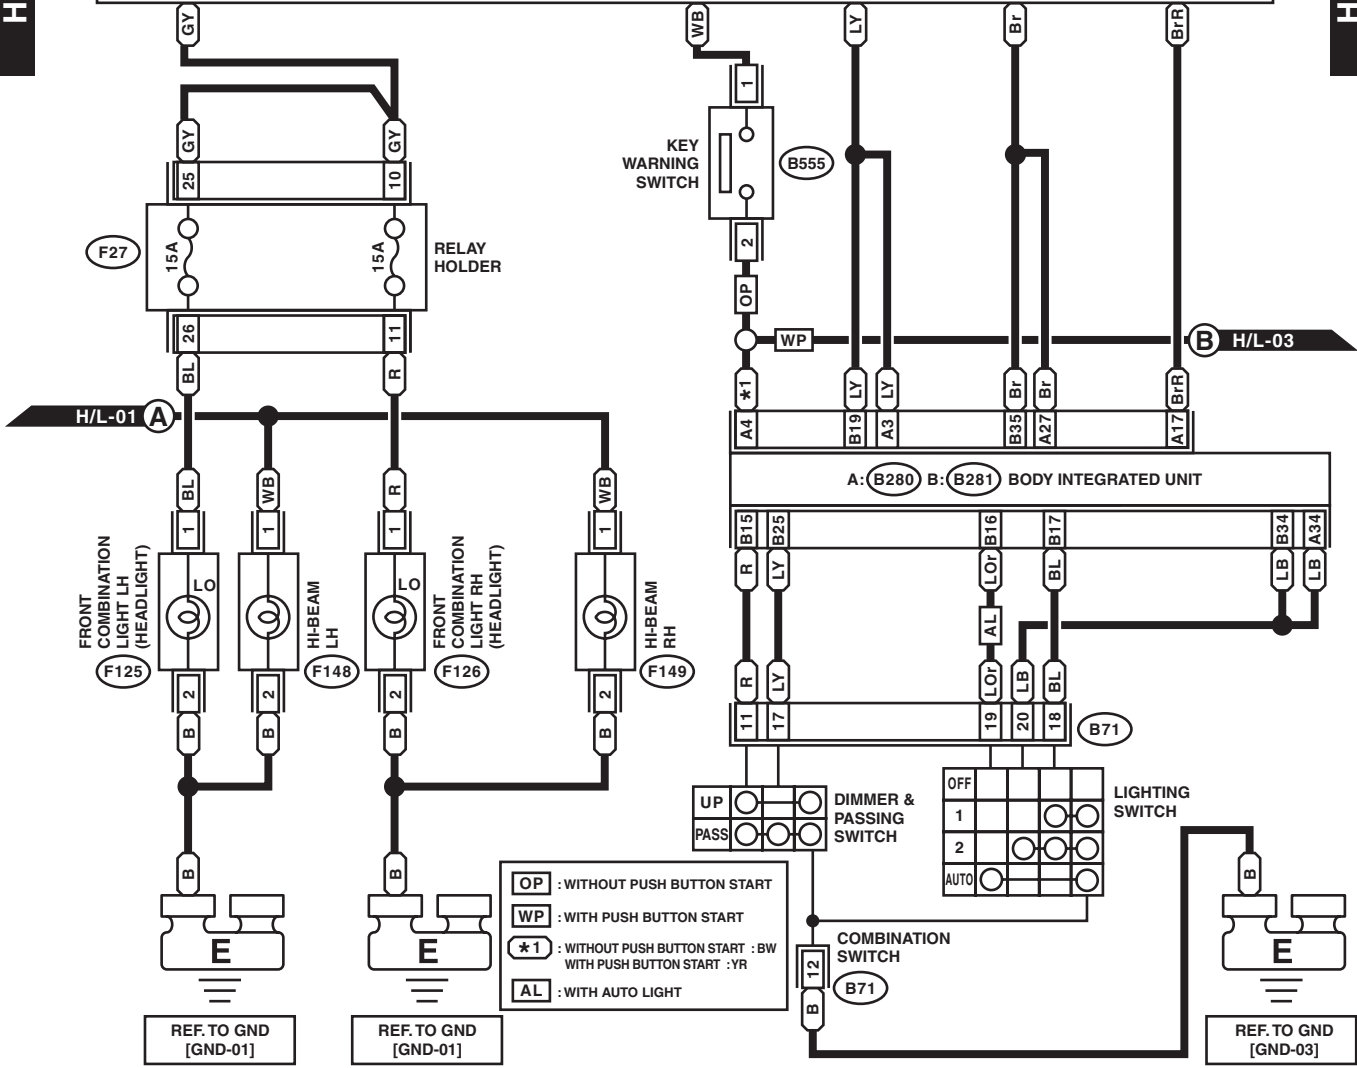 H
H
GY
WB
LY
Br
BrR
1
KEY
WARNING
SWITCH
B555
2
OP
GY
GY
25
10
F27
15A
15A
RELAY
HOLDER
26
11
BL
R
WP
B
H/L-03
*1
LY
LY
Br
Br
BrR
H/L-01
A
A4
B19
A3
B35
A27
A17
A:
B280
B:
B281
BODY INTEGRATED UNIT
BL
WB
R
WB
1
1
1
1
B15
B25
B16
B17
B34
A34
R
LY
LOr
BL
LB
LB
FRONT
COMBINATION
LIGHT LH
(HEADLIGHT)
LO
HI-BEAM
LH
LO
FRONT
COMBINATION
LIGHT RH
(HEADLIGHT)
HI-BEAM
RH
AL
F125
F148
F126
F149
2
2
2
2
R
LY
LOr
LB
BL
11
17
19
20
18
B71
B
B
B
B
UP
PASS
DIMMER &
PASSING
SWITCH
OFF
1
2
AUTO
LIGHTING
SWITCH
B
B
B
OP : WITHOUT PUSH BUTTON START
WP : WITH PUSH BUTTON START
*1 : WITHOUT PUSH BUTTON START : BW
WITH PUSH BUTTON START : YR
AL : WITH AUTO LIGHT
COMBINATION
SWITCH
12
B71
B
E
E
E
REF. TO GND
[GND-01]
REF. TO GND
[GND-01]
REF. TO GND
[GND-03]